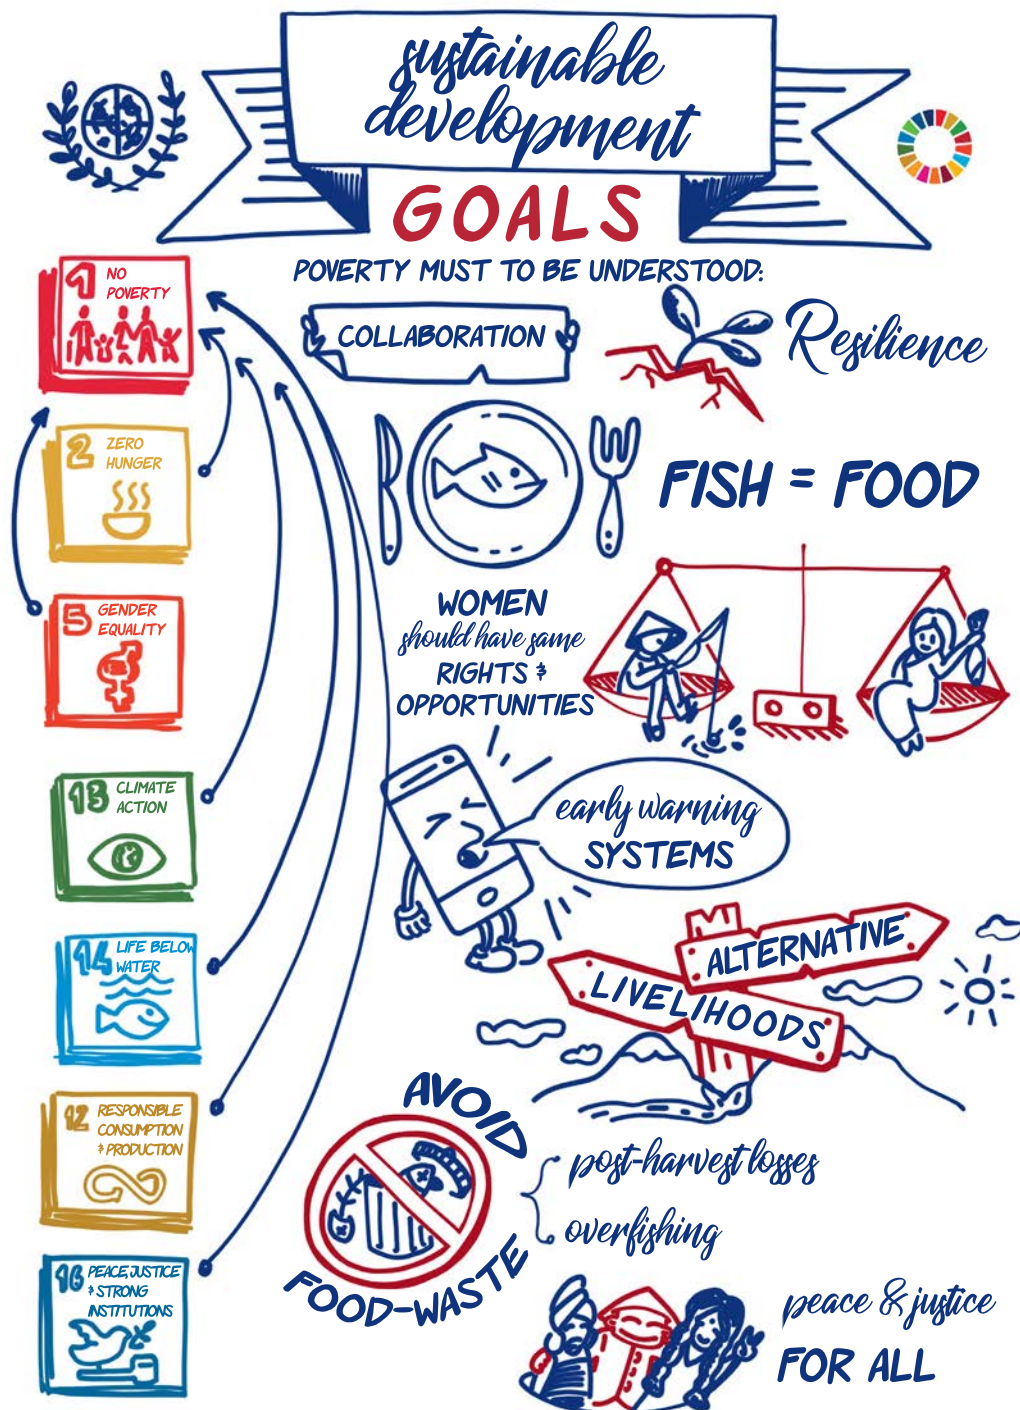 sustainable
development
GOALS
POVERTY MUST TO BE UNDERSTOOD:
1 NO
POVERTY
COLLABORATION
Resilience
2 ZERO
HUNGER
FISH = FOOD
5 GENDER
EQUALITY
WOMEN
should have same
RIGHTS &
OPPORTUNITIES
13 CLIMATE
ACTION
early warning
SYSTEMS
14 LIFE BELOW
WATER
ALTERNATIVE
LIVELIHOODS
12 RESPONSIBLE
CONSUMPTION
& PRODUCTION
AVOID
FOOD-WASTE
post-harvest losses
overfishing
16 PEACE, JUSTICE
& STRONG
INSTITUTIONS
peace & justice
FOR ALL